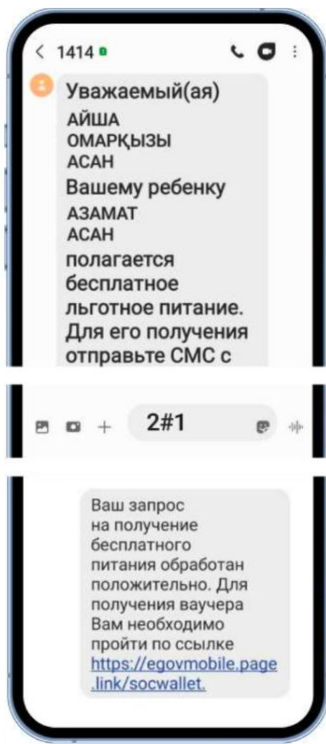 1414
Уважаемый(ая)
АЙША
ОМАРҚЫЗЫ
АСАН
Вашему ребенку
АЗАМАТ
АСАН
полагается
бесплатное
льготное питание.
Для его получения
отправьте СМС с
2#1
Ваш запрос
на получение
бесплатного
питания обработан
положительно. Для
получения ваучера
Вам необходимо
пройти по ссылке
https://egovmobile.page
.link/socwallet.